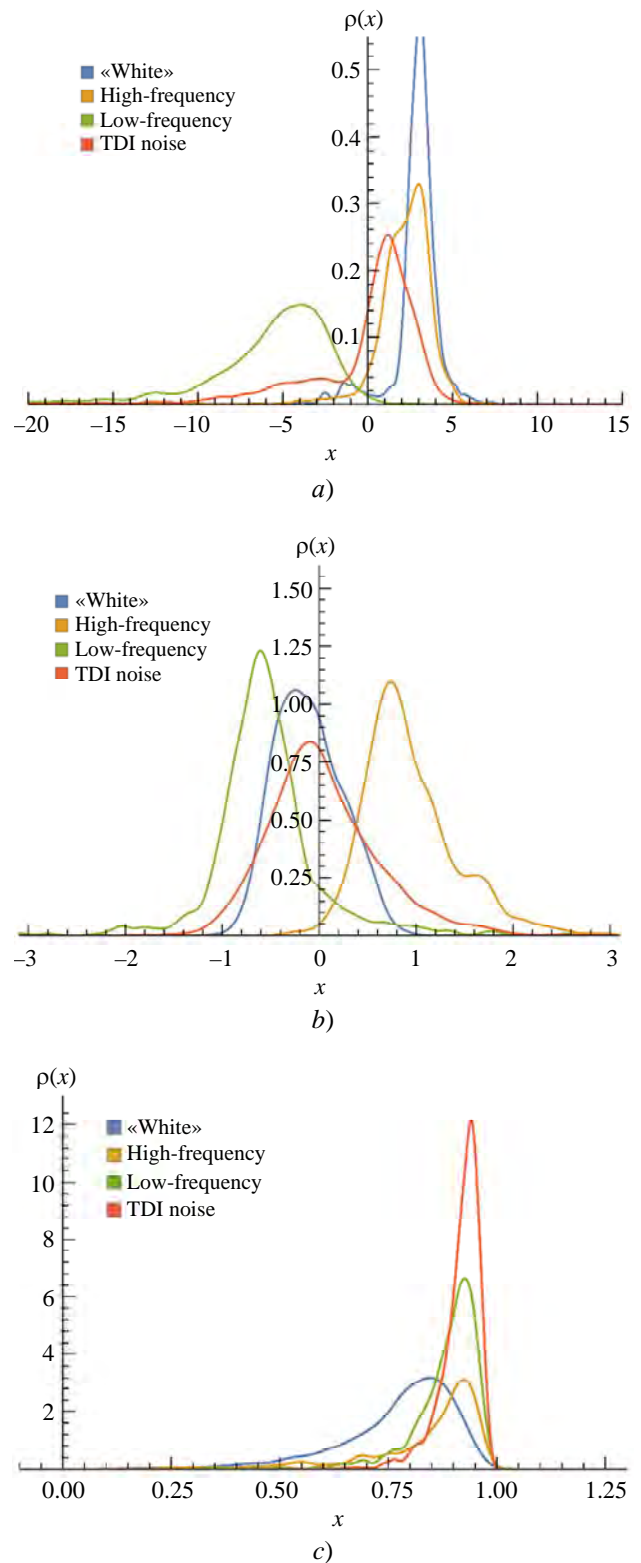 ρ(x)
0.5
0.4
0.3
0.2
0.1
«White»
High-frequency
Low-frequency
TDI noise
–20 –15 –10 –5 0 5 10 15
x
a)
ρ(x)
1.50
1.25
1.00
0.75
0.50
0.25
«White»
High-frequency
Low-frequency
TDI noise
–3 –2 –1 0 1 2 3
x
b)
ρ(x)
12
10
8
6
4
2
«White»
High-frequency
Low-frequency
TDI noise
0.00 0.25 0.50 0.75 1.00 1.25
x
c)